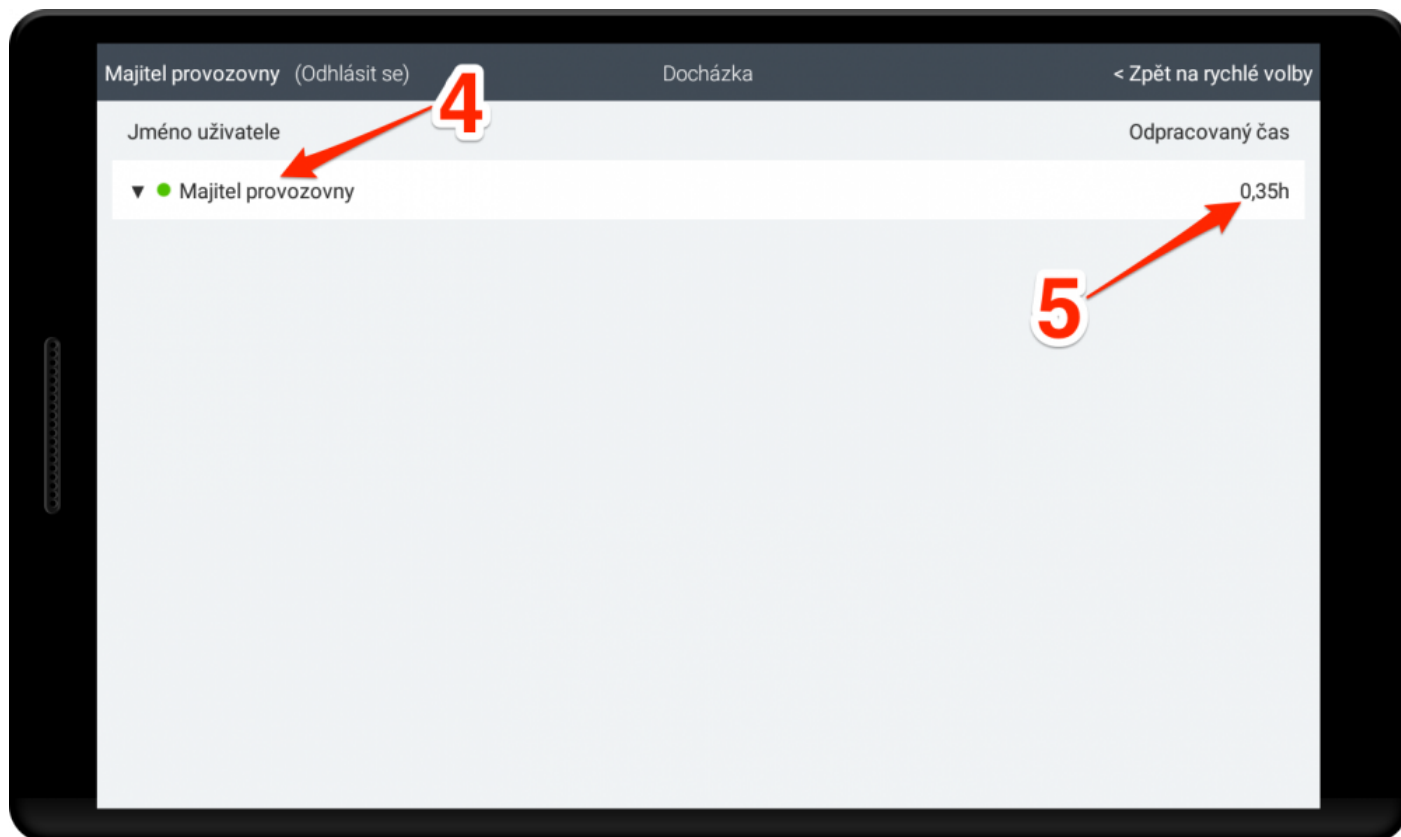 Majitel provozovny (Odhlásit se) Docházka < Zpět na rychlé volby
4
Jméno uživatele Odpracovaný čas
▼ ● Majitel provozovny 0,35h
5